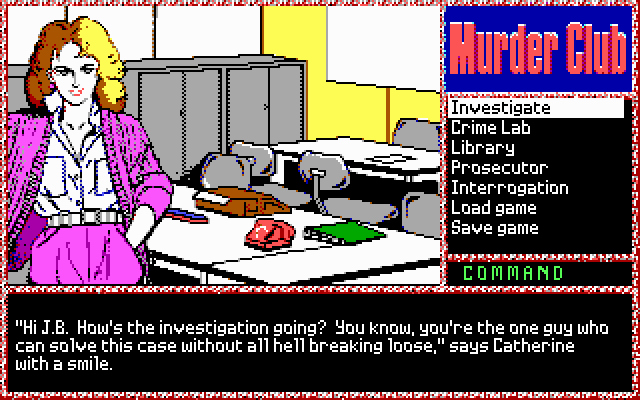 Murder Club
Investigate
Crime Lab
Library
Prosecutor
Interrogation
Load game
Save game
COMMAND
"Hi J.B. How's the investigation going? You know, you're the one guy who
can solve this case without all hell breaking loose," says Catherine
with a smile.